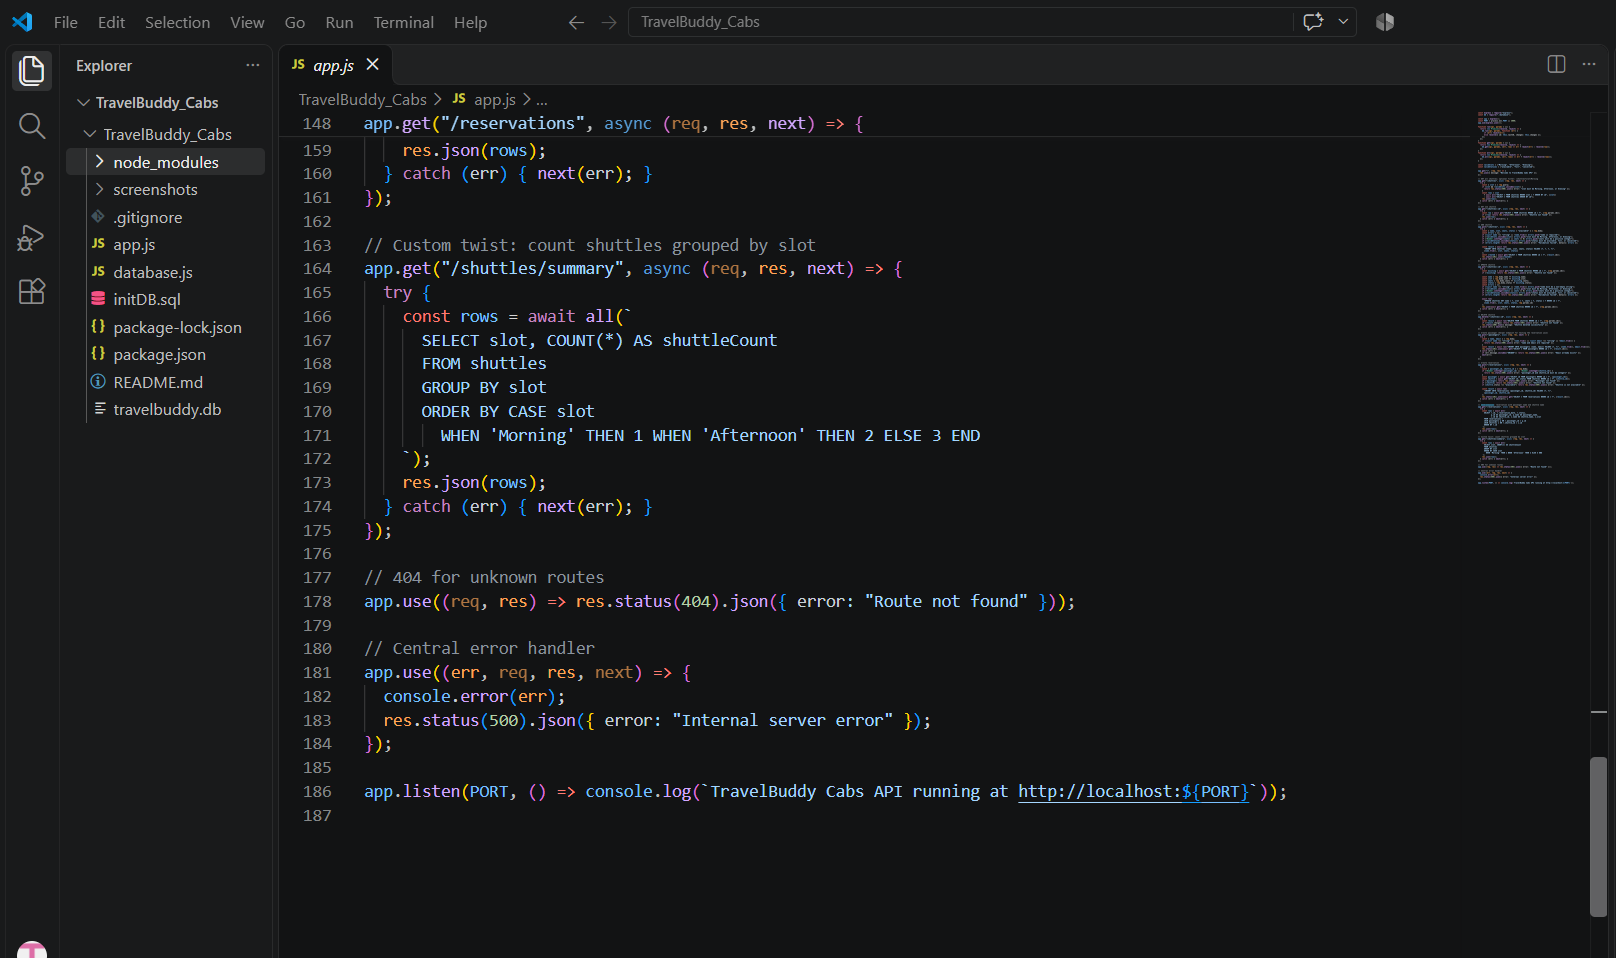 File Edit Selection View Go Run Terminal Help
TravelBuddy_Cabs
Explorer
TravelBuddy_Cabs
TravelBuddy_Cabs
node_modules
screenshots
.gitignore
JS app.js
JS database.js
initDB.sql
{} package-lock.json
{} package.json
README.md
travelbuddy.db
JS app.js
TravelBuddy_Cabs > JS app.js > ...
148 app.get("/reservations", async (req, res, next) => {
159     res.json(rows);
160   } catch (err) { next(err); }
161 });
162
163 // Custom twist: count shuttles grouped by slot
164 app.get("/shuttles/summary", async (req, res, next) => {
165   try {
166     const rows = await all(`
167       SELECT slot, COUNT(*) AS shuttleCount
168       FROM shuttles
169       GROUP BY slot
170       ORDER BY CASE slot
171         WHEN 'Morning' THEN 1 WHEN 'Afternoon' THEN 2 ELSE 3 END
172     `);
173     res.json(rows);
174   } catch (err) { next(err); }
175 });
176
177 // 404 for unknown routes
178 app.use((req, res) => res.status(404).json({ error: "Route not found" }));
179
180 // Central error handler
181 app.use((err, req, res, next) => {
182   console.error(err);
183   res.status(500).json({ error: "Internal server error" });
184 });
185
186 app.listen(PORT, () => console.log(`TravelBuddy Cabs API running at http://localhost:${PORT}`));
187